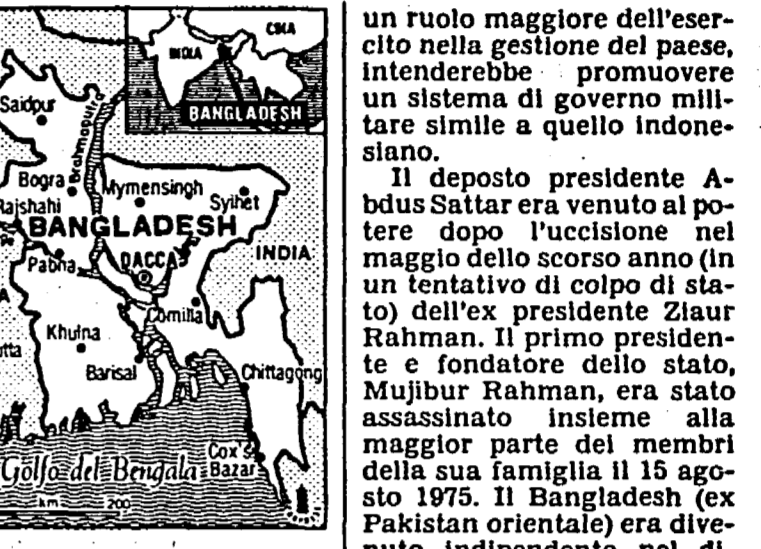 CINA
INDIA
BANGLADESH
Saidpur
Brahmaputra
Bogra
Mymensingh
Rajshahi
Sylhet
BANGLADESH
Pabna
DACCA
INDIA
Comilla
Khulna
Barisal
Chittagong
Cox's
Bazar
Golfo del Bengala
km 200
un ruolo maggiore dell'eser-
cito nella gestione del paese,
intenderebbe promuovere
un sistema di governo mili-
tare simile a quello indone-
siano.
Il deposto presidente A-
bdus Sattar era venuto al po-
tere dopo l'uccisione nel
maggio dello scorso anno (in
un tentativo di colpo di sta-
to) dell'ex presidente Ziaur
Rahman. Il primo presiden-
te e fondatore dello stato,
Mujibur Rahman, era stato
assassinato insieme alla
maggior parte dei membri
della sua famiglia il 15 ago-
sto 1975. Il Bangladesh (ex
Pakistan orientale) era dive-
nuto indipendente nel di-